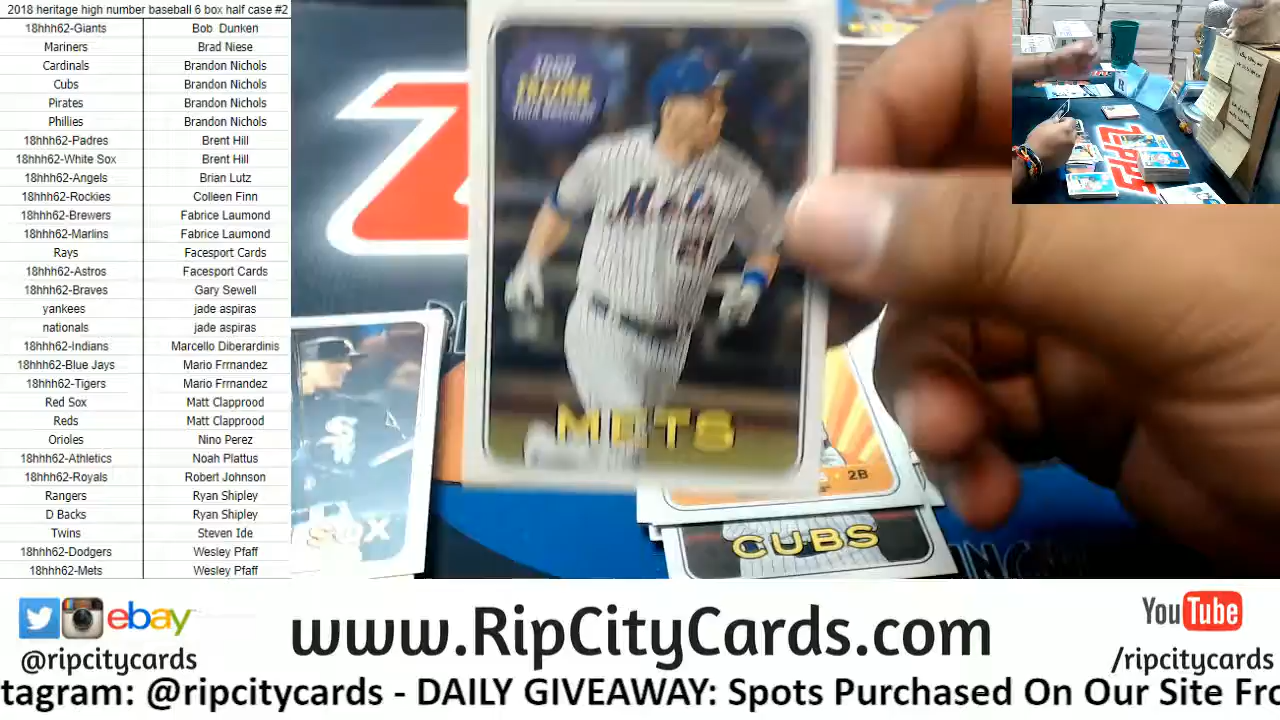 2018 heritage high number baseball 6 box half case #2
18hhh62-Giants Bob Dunken
Mariners Brad Niese
Cardinals Brandon Nichols
Cubs Brandon Nichols
Pirates Brandon Nichols
Phillies Brandon Nichols
18hhh62-Padres Brent Hill
18hhh62-White Sox Brent Hill
18hhh62-Angels Brian Lutz
18hhh62-Rockies Colleen Finn
18hhh62-Brewers Fabrice Laumond
18hhh62-Marlins Fabrice Laumond
Rays Facesport Cards
18hhh62-Astros Facesport Cards
18hhh62-Braves Gary Sewell
yankees jade aspiras
nationals jade aspiras
18hhh62-Indians Marcello Diberardinis
18hhh62-Blue Jays Mario Frrnandez
18hhh62-Tigers Mario Frrnandez
Red Sox Matt Clapprood
Reds Matt Clapprood
Orioles Nino Perez
18hhh62-Athletics Noah Plattus
18hhh62-Royals Robert Johnson
Rangers Ryan Shipley
D Backs Ryan Shipley
Twins Steven Ide
18hhh62-Dodgers Wesley Pfaff
18hhh62-Mets Wesley Pfaff
TODD
FRAZIER
THIRD BASEMAN
Mets
METS
2B
CUBS
SOX
TOPPS
ebay
@ripcitycards
www.RipCityCards.com
YouTube
/ripcitycards
tagram: @ripcitycards - DAILY GIVEAWAY: Spots Purchased On Our Site Fro